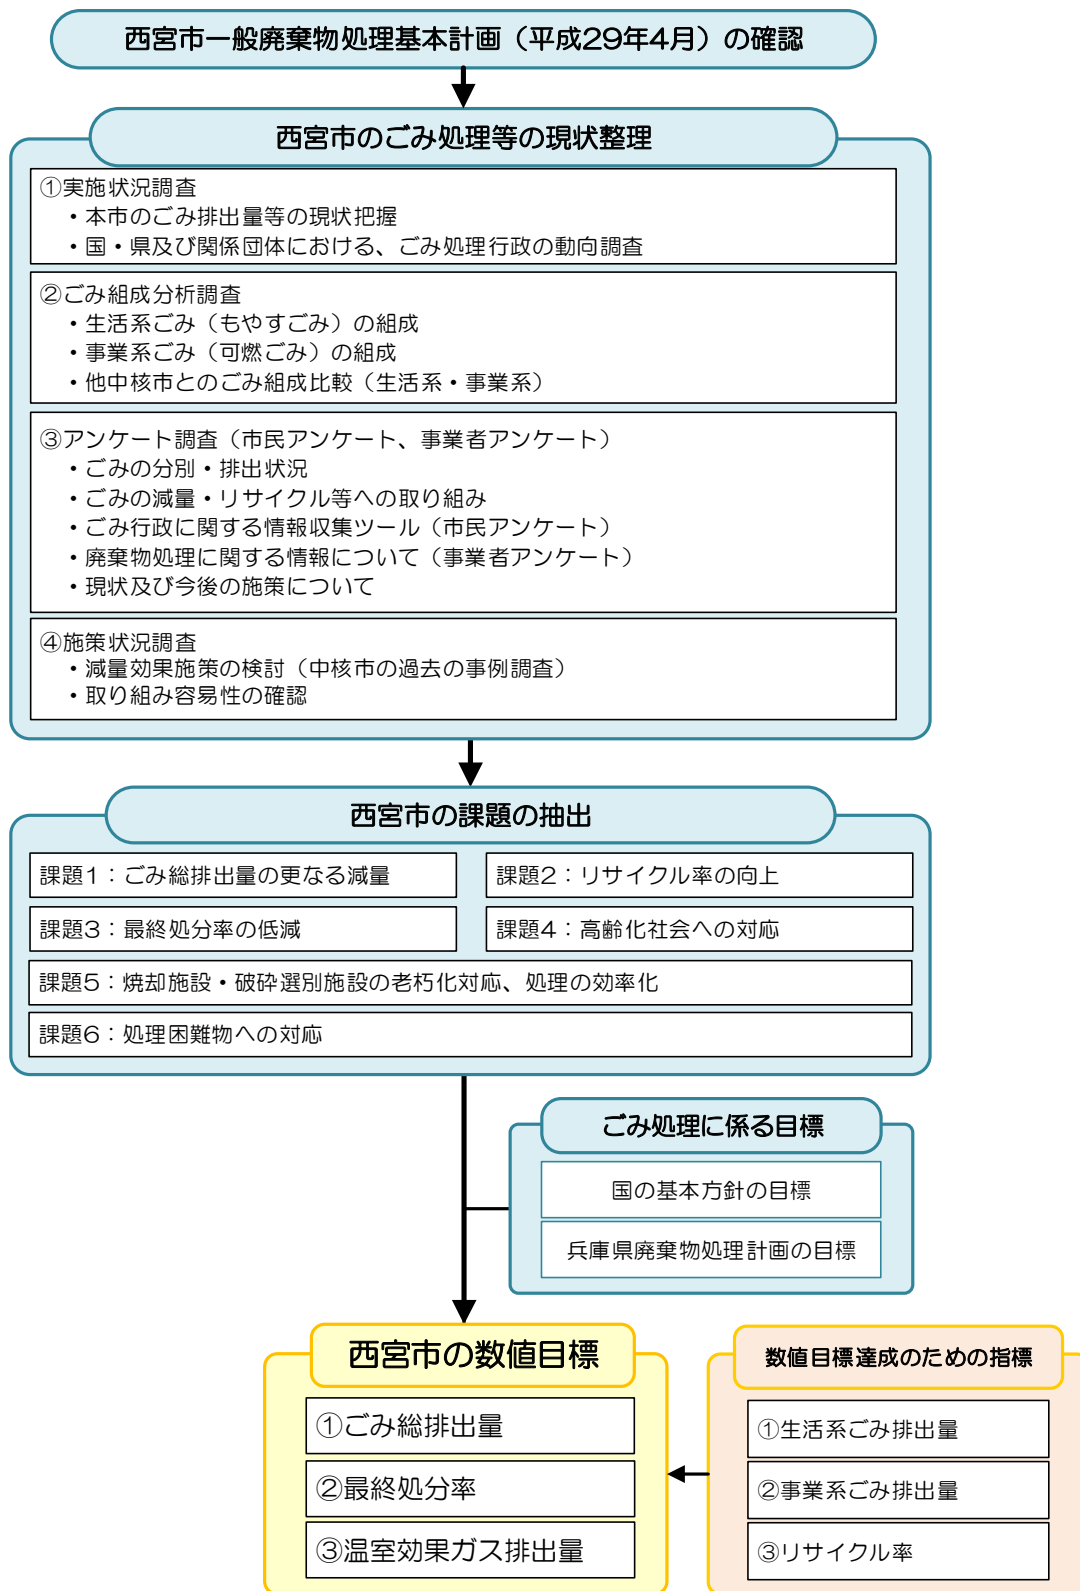 西宮市一般廃棄物処理基本計画（平成29年4月）の確認
西宮市のごみ処理等の現状整理
①実施状況調査
・本市のごみ排出量等の現状把握
・国・県及び関係団体における、ごみ処理行政の動向調査
②ごみ組成分析調査
・生活系ごみ（もやすごみ）の組成
・事業系ごみ（可燃ごみ）の組成
・他中核市とのごみ組成比較（生活系・事業系）
③アンケート調査（市民アンケート、事業者アンケート）
・ごみの分別・排出状況
・ごみの減量・リサイクル等への取り組み
・ごみ行政に関する情報収集ツール（市民アンケート）
・廃棄物処理に関する情報について（事業者アンケート）
・現状及び今後の施策について
④施策状況調査
・減量効果施策の検討（中核市の過去の事例調査）
・取り組み容易性の確認
西宮市の課題の抽出
課題1：ごみ総排出量の更なる減量
課題2：リサイクル率の向上
課題3：最終処分率の低減
課題4：高齢化社会への対応
課題5：焼却施設・破砕選別施設の老朽化対応、処理の効率化
課題6：処理困難物への対応
ごみ処理に係る目標
国の基本方針の目標
兵庫県廃棄物処理計画の目標
西宮市の数値目標
①ごみ総排出量
②最終処分率
③温室効果ガス排出量
数値目標達成のための指標
①生活系ごみ排出量
②事業系ごみ排出量
③リサイクル率